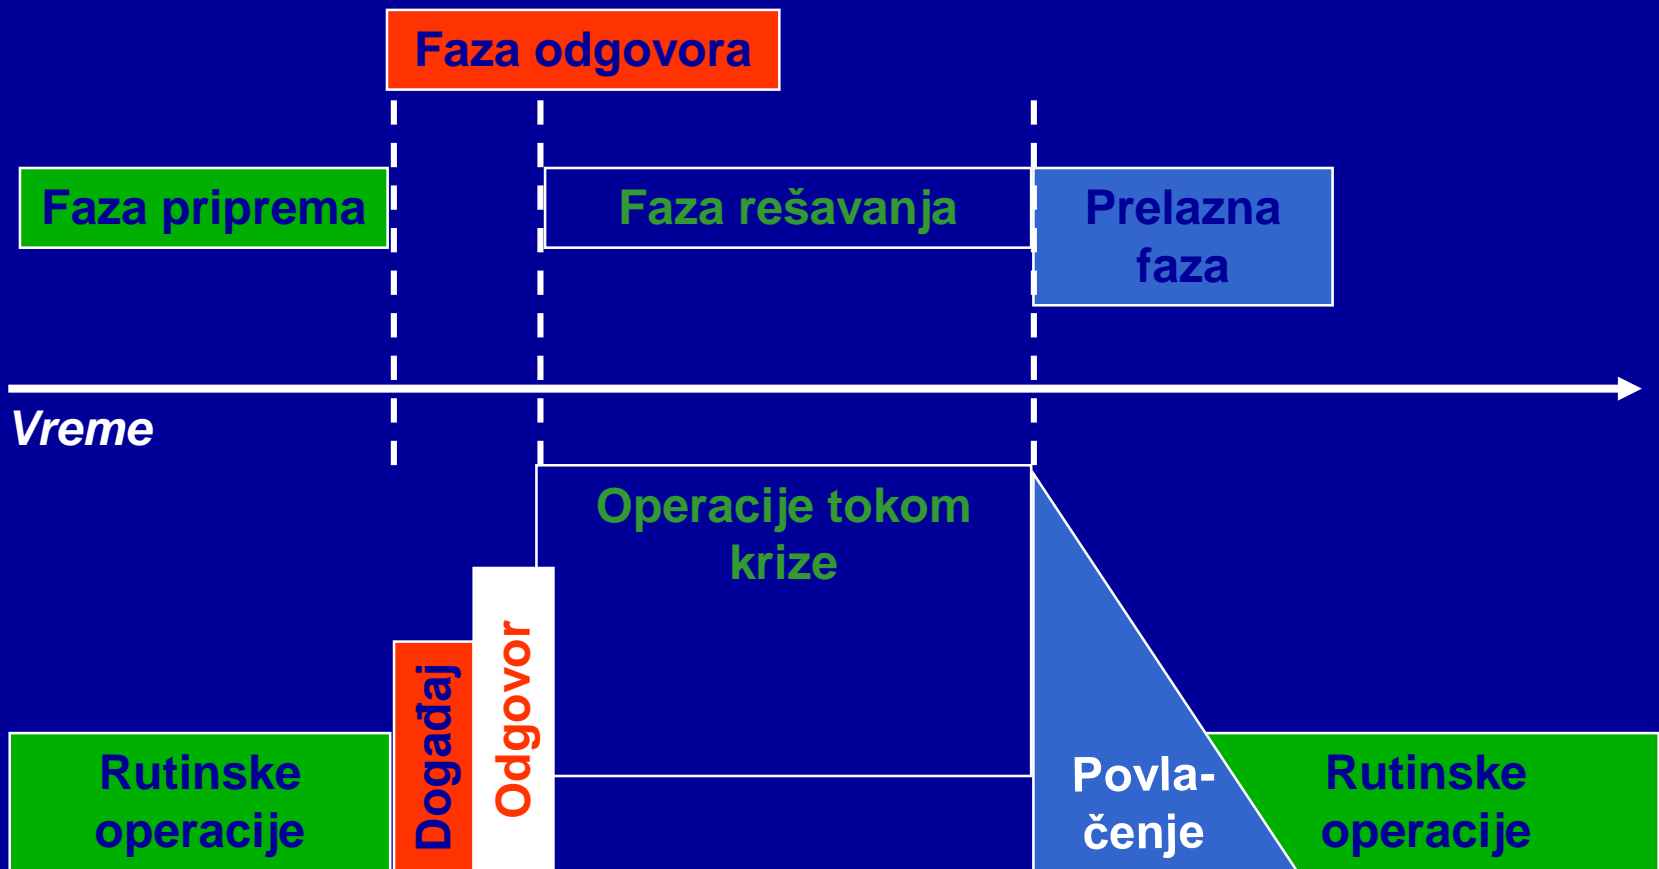 Faza odgovora
Faza priprema
Faza rešavanja
Prelazna
faza
Vreme
Operacije tokom
krize
Događaj
Odgovor
Rutinske
operacije
Povla-
čenje
Rutinske
operacije